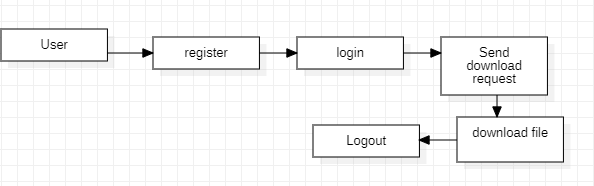 User
register
login
Send
download
request
download file
Logout